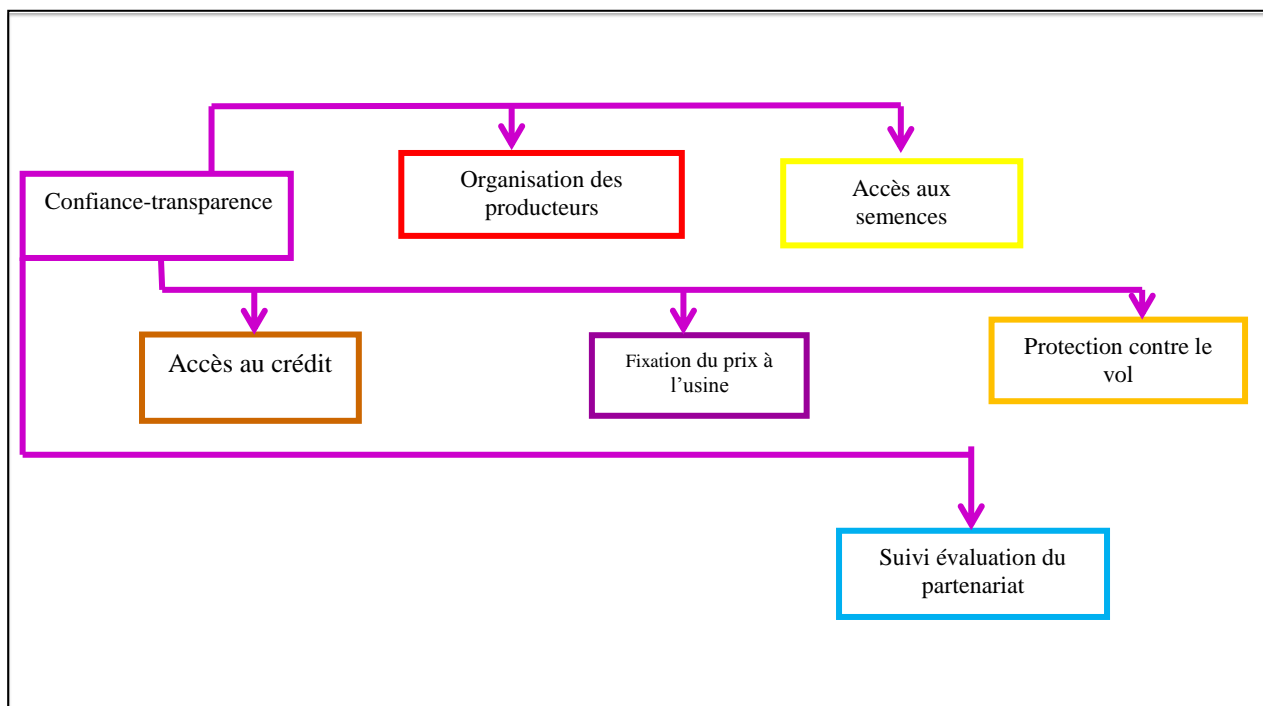 Organisation des
producteurs
Accès aux
semences
Confiance-transparence
Accès au crédit
Fixation du prix à
l’usine
Protection contre le
vol
Suivi évaluation du
partenariat